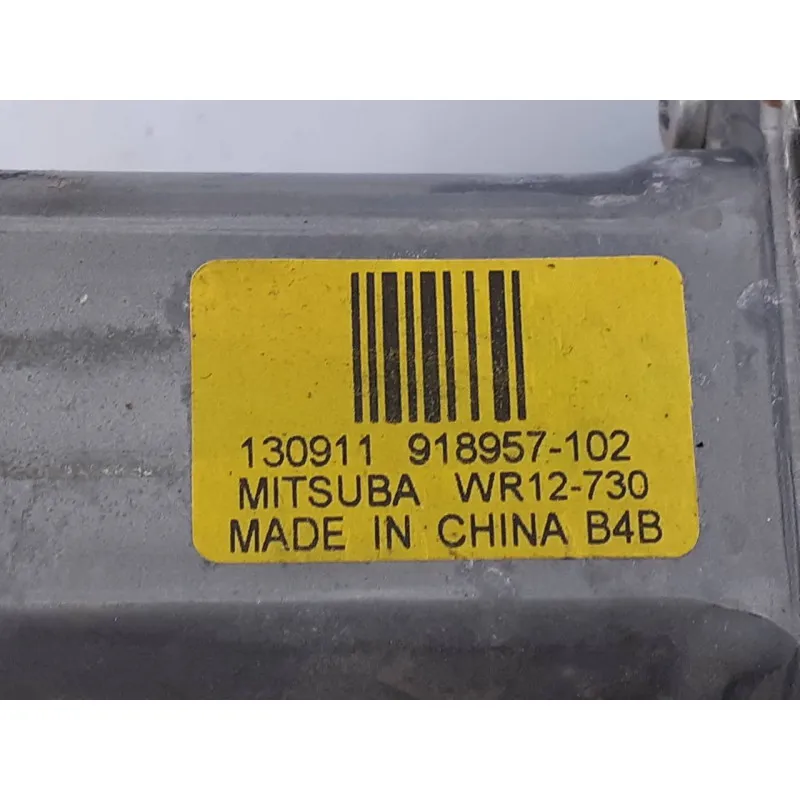 130911 918957-102
MITSUBA WR12-730
MADE IN CHINA B4B